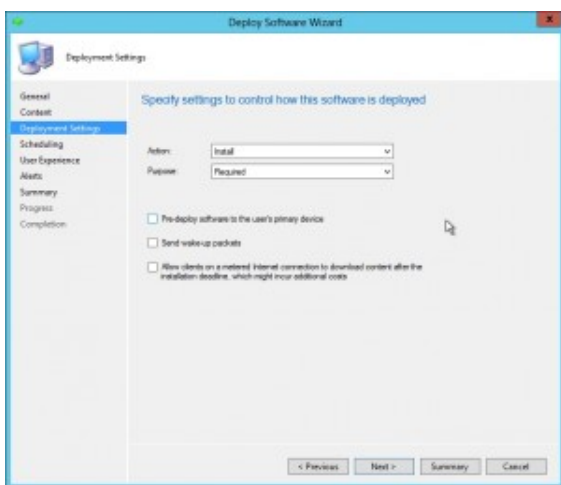 Deploy Software Wizard
x
Deployment Settings
General
Content
Deployment Settings
Scheduling
User Experience
Alerts
Summary
Progress
Completion
Specify settings to control how this software is deployed
Action:
Install
Purpose:
Required
Pre-deploy software to the user's primary device
Send wake-up packets
Allow clients on a metered Internet connection to download content after the
installation deadline, which might incur additional costs
< Previous
Next >
Summary
Cancel